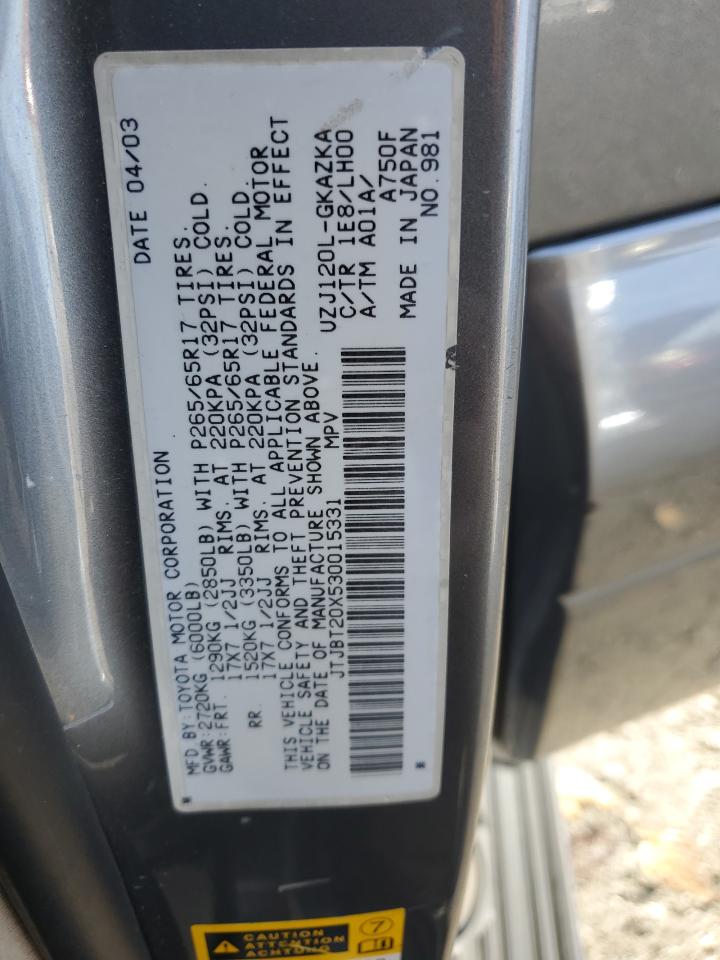 MFD BY:TOYOTA MOTOR CORPORATION DATE 04/03
GVWR:2720KG (6000LB)
GAWR:FRT. 1290KG (2850LB) WITH P265/65R17 TIRES.
17X7 1/2JJ RIMS. AT 220KPA (32PSI) COLD.
RR. 1520KG (3350LB) WITH P265/65R17 TIRES.
17X7 1/2JJ RIMS. AT 220KPA (32PSI) COLD.
THIS VEHICLE CONFORMS TO ALL APPLICABLE FEDERAL MOTOR
VEHICLE SAFETY AND THEFT PREVENTION STANDARDS IN EFFECT
ON THE DATE OF MANUFACTURE SHOWN ABOVE.
JTJBT20X530015331 MPV
UZJ120L-GKAZKA
C/TR 1E8/LH00
A/TM A01A/
A750F
MADE IN JAPAN
NO.981
CAUTION
ATTENTION
ACHTUNG
7